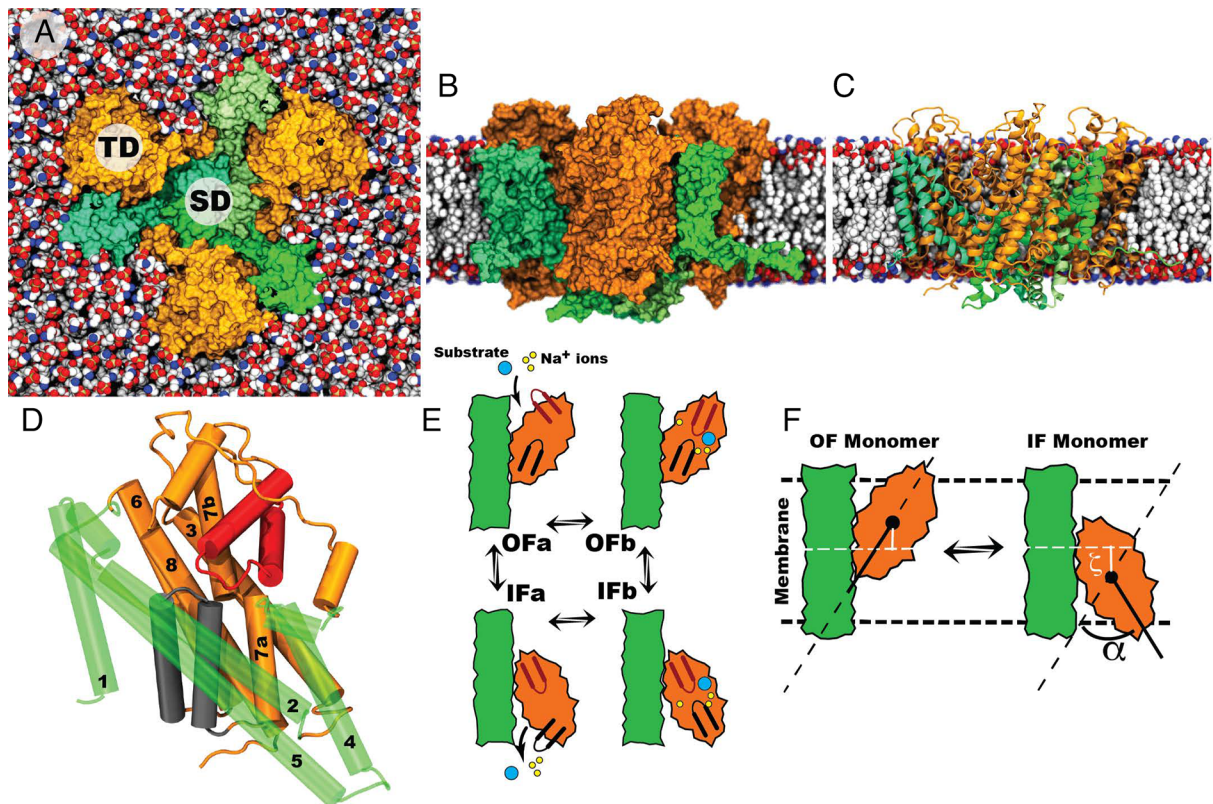 A
TD
SD
B
C
D
6
3
7b
8
7a
1
2
4
5
E
Substrate
Na+ ions
OFa
OFb
IFa
IFb
F
OF Monomer
IF Monomer
Membrane
ξ
α